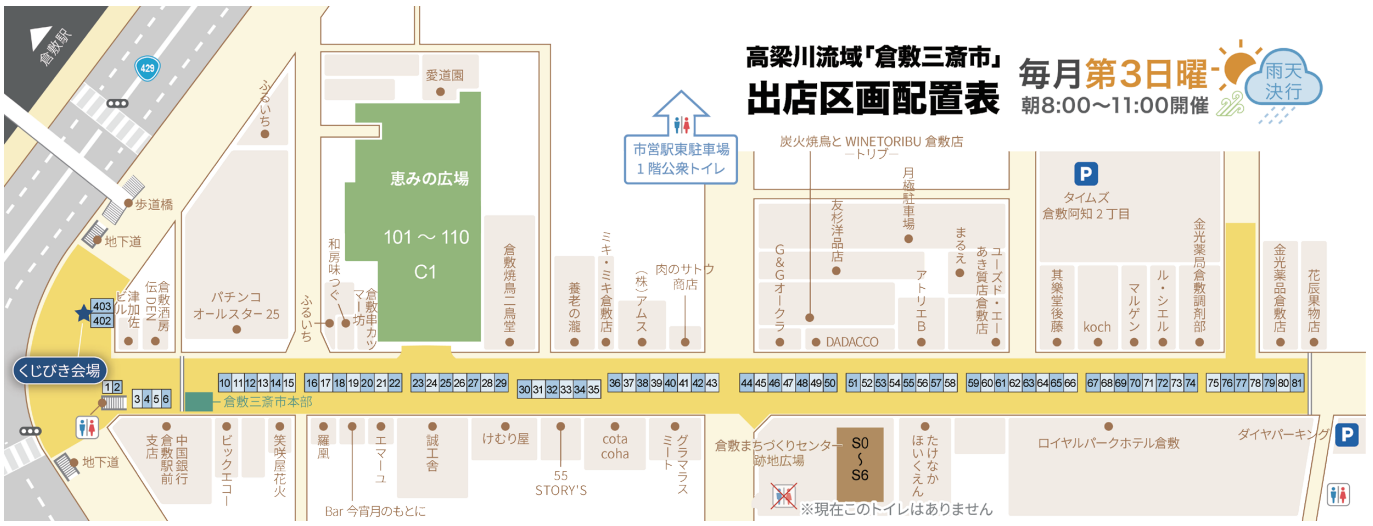 高梁川流域「倉敷三斎市」
出店区画配置表
毎月第3日曜
朝8:00〜11:00開催
雨天
決行
倉敷駅
429
歩道橋
地下道
ふるいち
パチンコ
オールスター25
津加佐ビル
倉敷酒房
伝DEN
403
402
くじびき会場
愛道園
恵みの広場
101 〜 110
C1
和房味つぐ
ふるいち
倉敷串カツ
マー坊
倉敷焼鳥二鳥堂
養老の瀧
ミキ・ミキ倉敷店
(株)アムス
肉のサトウ
商店
市営駅東駐車場
1階公衆トイレ
炭火焼鳥と WINETORIBU 倉敷店
―トリブ―
月極駐車場
友杉洋品店
G&Gオークラ
DADACCO
アトリエB
まるえ
ユーズド・エー
あき質店倉敷店
P
タイムズ
倉敷阿知2丁目
其樂堂後藤
koch
マルゲン
ル・シエル
金光薬局倉敷調剤部
金光薬品倉敷店
花辰果物店
1 2
3 4 5 6
10 11 12 13 14 15
16 17 18 19 20 21 22
23 24 25 26 27 28 29
30 31 32 33 34 35
36 37 38 39 40 41 42 43
44 45 46 47 48 49 50
51 52 53 54 55 56 57 58
59 60 61 62 63 64 65 66
67 68 69 70 71 72 73 74
75 76 77 78 79 80 81
倉敷三斎市本部
地下道
中国銀行
倉敷駅前
支店
ビックエコー
笑咲屋花火
羅凰
Bar 今宵月のもとに
エマーユ
誠工舎
けむり屋
55
STORY'S
cota
coha
グラマラス
ミート
倉敷まちづくりセンター
跡地広場
S0
〜
S6
※現在このトイレはありません
たけなか
ほいくえん
ロイヤルパークホテル倉敷
ダイヤパーキング
P